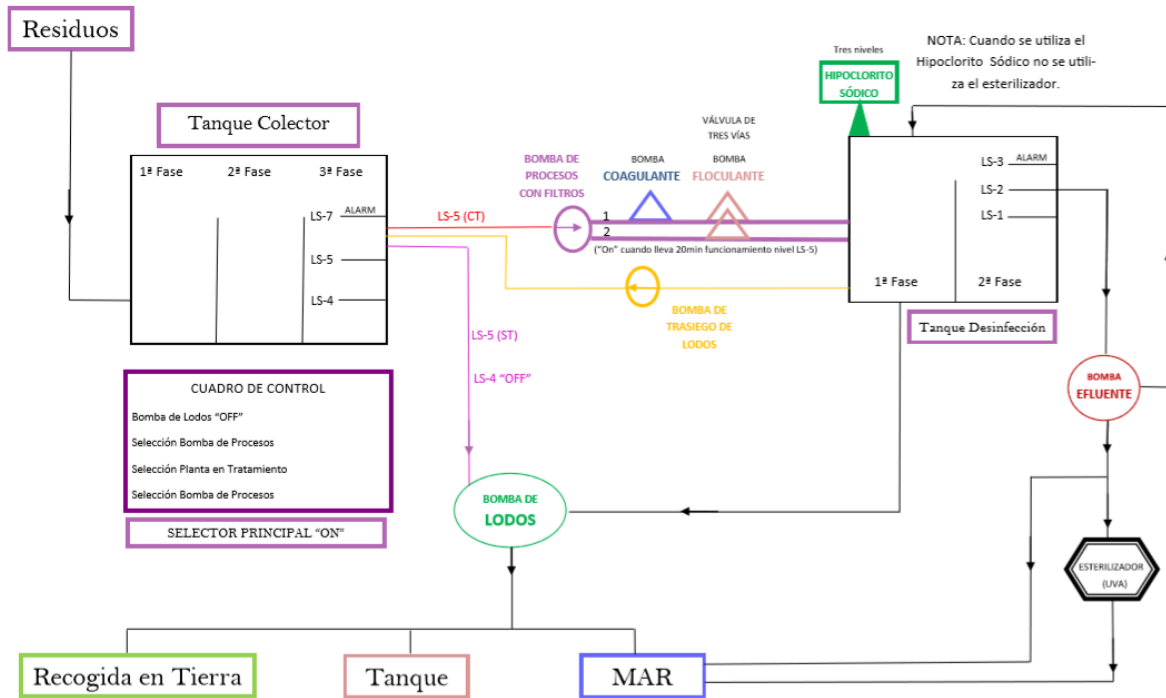 Residuos
Tanque Colector
1ª Fase
2ª Fase
3ª Fase
LS-7
ALARM
LS-5
LS-4
CUADRO DE CONTROL
Bomba de Lodos “OFF”
Selección Bomba de Procesos
Selección Planta en Tratamiento
Selección Bomba de Procesos
SELECTOR PRINCIPAL “ON”
LS-5 (CT)
LS-5 (ST)
LS-4 “OFF”
BOMBA DE
PROCESOS
CON FILTROS
1
2
BOMBA
COAGULANTE
VÁLVULA DE
TRES VÍAS
BOMBA
FLOCULANTE
(“On” cuando lleva 20min funcionamiento nivel LS-5)
BOMBA DE
TRASIEGO DE
LODOS
Tres niveles
HIPOCLORITO
SÓDICO
NOTA: Cuando se utiliza el
Hipoclorito Sódico no se utili-
za el esterilizador.
LS-3
ALARM
LS-2
LS-1
1ª Fase
2ª Fase
Tanque Desinfección
BOMBA
EFLUENTE
ESTERILIZADOR
(UVA)
BOMBA DE
LODOS
Recogida en Tierra
Tanque
MAR